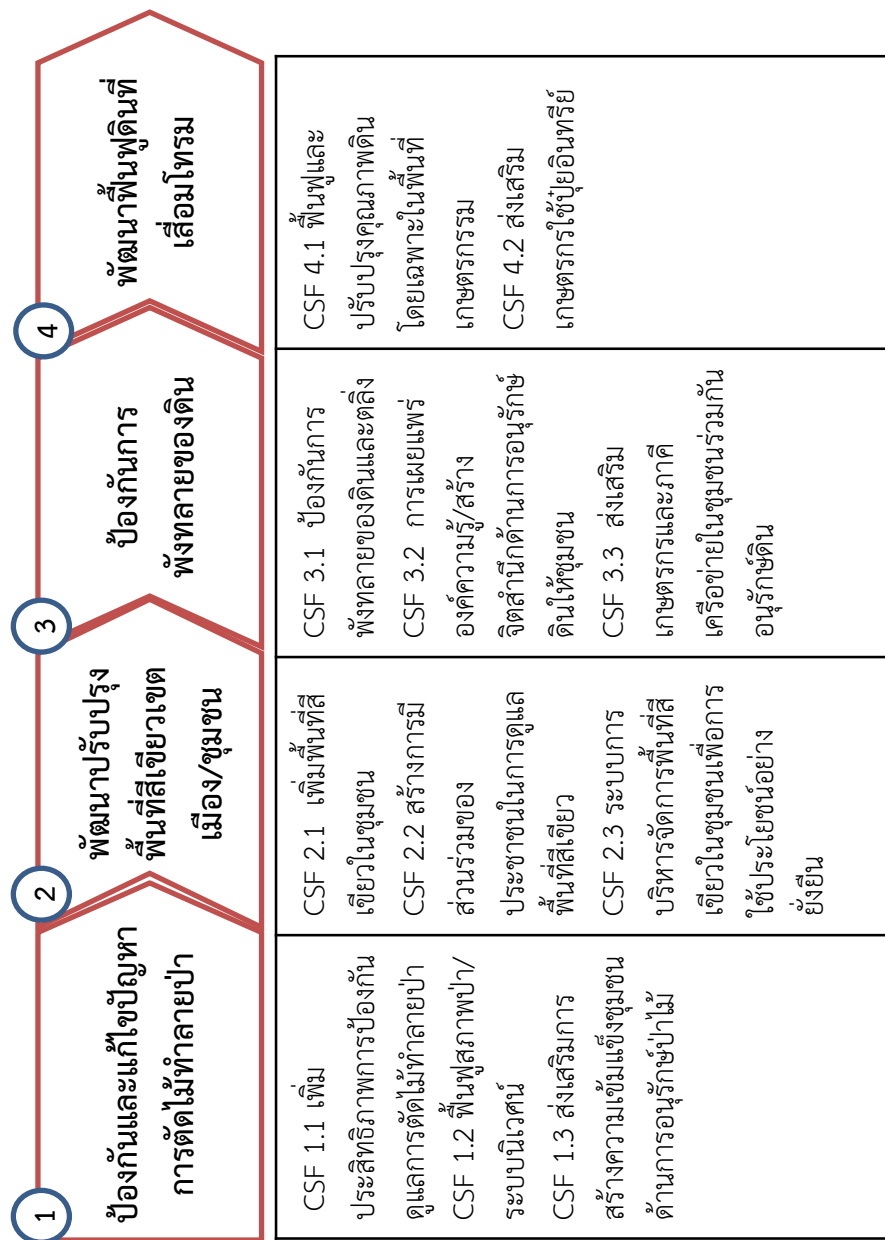 1
ป้องกันและแก้ไขปัญหา
การตัดไม้ทำลายป่า
2
พัฒนาปรับปรุง
พื้นที่สีเขียวเขต
เมือง/ชุมชน
3
ป้องกันการ
พังทลายของดิน
4
พัฒนาฟื้นฟูดินที่
เสื่อมโทรม
CSF 1.1 เพิ่ม
ประสิทธิภาพการป้องกัน
ดูแลการตัดไม้ทำลายป่า
CSF 1.2 ฟื้นฟูสภาพป่า/
ระบบนิเวศน์
CSF 1.3 ส่งเสริมการ
สร้างความเข้มแข็งชุมชน
ด้านการอนุรักษ์ป่าไม้
CSF 2.1 เพิ่มพื้นที่สี
เขียวในชุมชน
CSF 2.2 สร้างการมี
ส่วนร่วมของ
ประชาชนในการดูแล
พื้นที่สีเขียว
CSF 2.3 ระบบการ
บริหารจัดการพื้นที่สี
เขียวในชุมชนเพื่อการ
ใช้ประโยชน์อย่าง
ยั่งยืน
CSF 3.1 ป้องกันการ
พังทลายของดินและตลิ่ง
CSF 3.2 การเผยแพร่
องค์ความรู้/สร้าง
จิตสำนึกด้านการอนุรักษ์
ดินให้ชุมชน
CSF 3.3 ส่งเสริม
เกษตรกรและภาคี
เครือข่ายในชุมชนร่วมกัน
อนุรักษ์ดิน
CSF 4.1 ฟื้นฟูและ
ปรับปรุงคุณภาพดิน
โดยเฉพาะในพื้นที่
เกษตรกรรม
CSF 4.2 ส่งเสริม
เกษตรกรใช้ปุ๋ยอินทรีย์